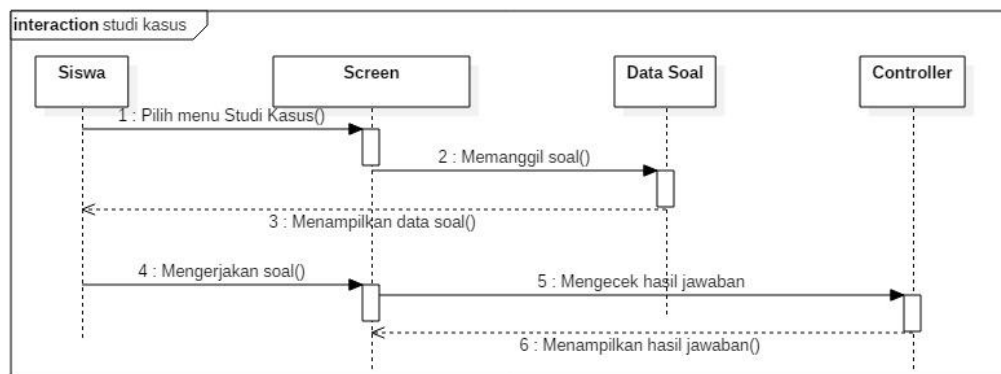 interaction studi kasus
Siswa
Screen
Data Soal
Controller
1 : Pilih menu Studi Kasus()
2 : Memanggil soal()
3 : Menampilkan data soal()
4 : Mengerjakan soal()
5 : Mengecek hasil jawaban
6 : Menampilkan hasil jawaban()